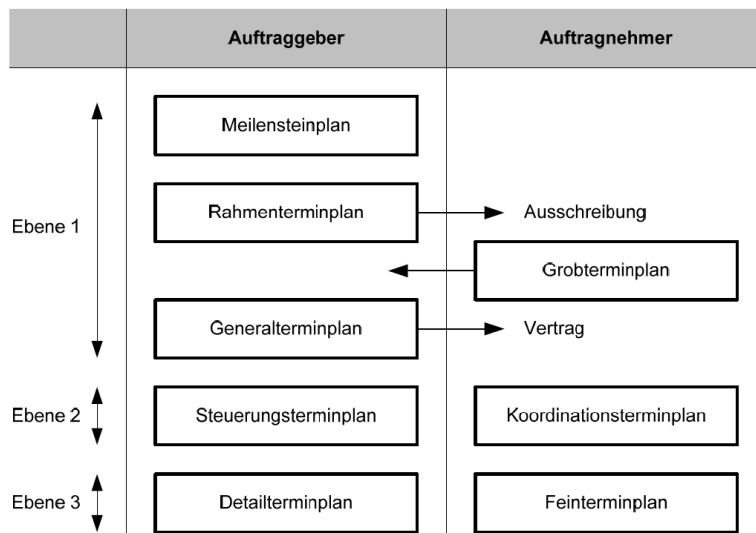 Auftraggeber Auftragnehmer
Meilensteinplan
Ebene 1
Rahmenterminplan Ausschreibung
Grobterminplan
Generalterminplan Vertrag
Ebene 2 Steuerungsterminplan Koordinationsterminplan
Ebene 3 Detailterminplan Feinterminplan